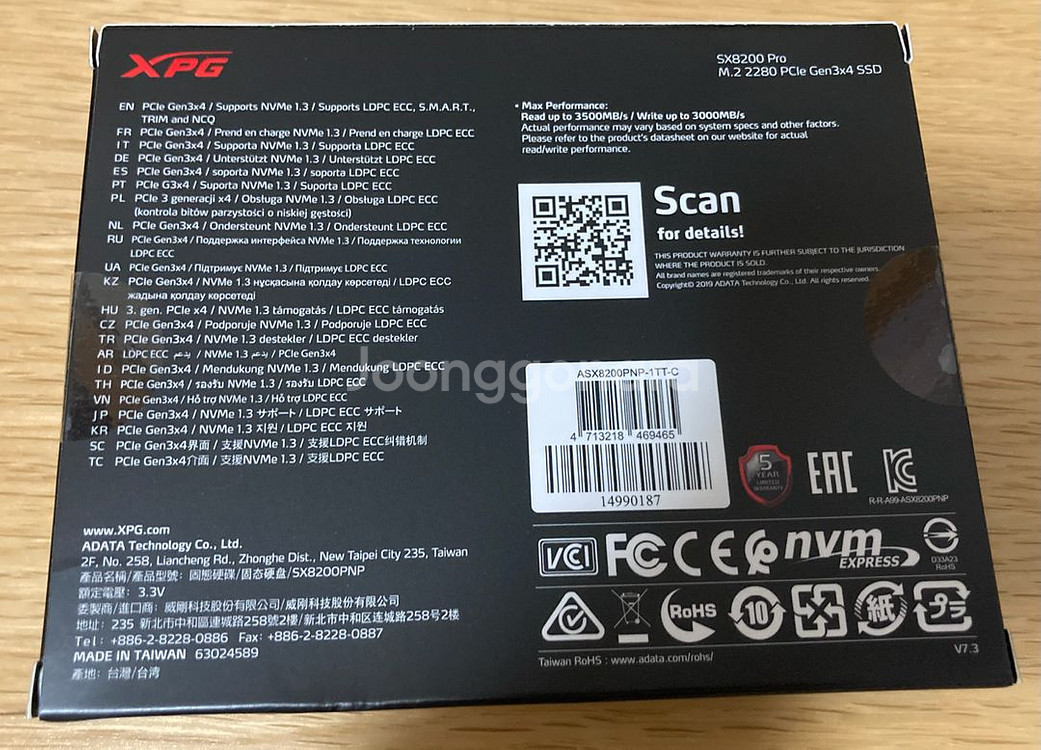 XPG
SX8200 Pro
M.2 2280 PCIe Gen3x4 SSD
EN PCIe Gen3x4 / Supports NVMe 1.3 / Supports LDPC ECC, S.M.A.R.T.,
TRIM and NCQ
FR PCIe Gen3x4 / Prend en charge NVMe 1.3 / Prend en charge LDPC ECC
IT PCIe Gen3x4 / Supporta NVMe 1.3 / Supporta LDPC ECC
DE PCIe Gen3x4 / Unterstützt NVMe 1.3 / Unterstützt LDPC ECC
ES PCIe Gen3x4 / soporta NVMe 1.3 / soporta LDPC ECC
PT PCIe G3x4 / Suporta NVMe 1.3 / Suporta LDPC ECC
PL PCIe 3 generacji x4 / Obsługa NVMe 1.3 / Obsługa LDPC ECC
(kontrola bitów parzystości o niskiej gęstości)
NL PCIe Gen3x4 / Ondersteunt NVMe 1.3 / Ondersteunt LDPC ECC
RU PCIe Gen3x4 / Поддержка интерфейса NVMe 1.3 / Поддержка технологии
LDPC ECC
UA PCIe Gen3x4 / Підтримує NVMe 1.3 / Підтримує LDPC ECC
KZ PCIe Gen3x4 / NVMe 1.3 нұсқасына қолдау көрсетеді / LDPC ECC
жадына қолдау көрсетеді
HU 3. gen. PCIe x4 / NVMe 1.3 támogatás / LDPC ECC támogatás
CZ PCIe Gen3x4 / Podporuje NVMe 1.3 / Podporuje LDPC ECC
TR PCIe Gen3x4 / NVMe 1.3 destekler / LDPC ECC destekler
AR LDPC ECC يدعم / NVMe 1.3 يدعم / PCIe Gen3x4
ID PCIe Gen3x4 / Mendukung NVMe 1.3 / Mendukung LDPC ECC
TH PCIe Gen3x4 / รองรับ NVMe 1.3 / รองรับ LDPC ECC
VN PCIe Gen3x4 / Hỗ trợ NVMe 1.3 / Hỗ trợ LDPC ECC
JP PCIe Gen3x4 / NVMe 1.3 サポート / LDPC ECC サポート
KR PCIe Gen3x4 / NVMe 1.3 지원 / LDPC ECC 지원
SC PCIe Gen3x4界面 / 支援NVMe 1.3 / 支援LDPC ECC纠错机制
TC PCIe Gen3x4介面 / 支援NVMe 1.3 / 支援LDPC ECC
• Max Performance:
Read up to 3500MB/s / Write up to 3000MB/s
Actual performance may vary based on system specs and other factors.
Please refer to the product's datasheet on our website for actual
read/write performance.
Scan
for details!
THIS PRODUCT WARRANTY IS FURTHER SUBJECT TO THE JURISDICTION
WHERE THE PRODUCT IS SOLD.
All brand names are registered trademarks of their respective owners.
Copyright© 2019 ADATA Technology Co., Ltd. All rights reserved.
Joonggonara
ASX8200PNP-1TT-C
4 713218 469465
14990187
5
YEAR
LIMITED
WARRANTY
EAC
R-R-A99-ASX8200PNP
www.XPG.com
ADATA Technology Co., Ltd.
2F, No. 258, Liancheng Rd., Zhonghe Dist., New Taipei City 235, Taiwan
產品名稱/產品型號: 固態硬碟/固态硬盘/SX8200PNP
額定電壓: 3.3V
委製商/進口商: 威剛科技股份有限公司/威刚科技股份有限公司
地址: 235 新北市中和區連城路258號2樓/新北市中和区连城路258号2楼
Tel: +886-2-8228-0886 Fax: +886-2-8228-0887
MADE IN TAIWAN 63024589
產地: 台灣/台湾
VCI FC CE nvm
EXPRESS
D33A23
RoHS
RoHS 10 紙 プラ
Taiwan RoHS : www.adata.com/rohs/
V7.3